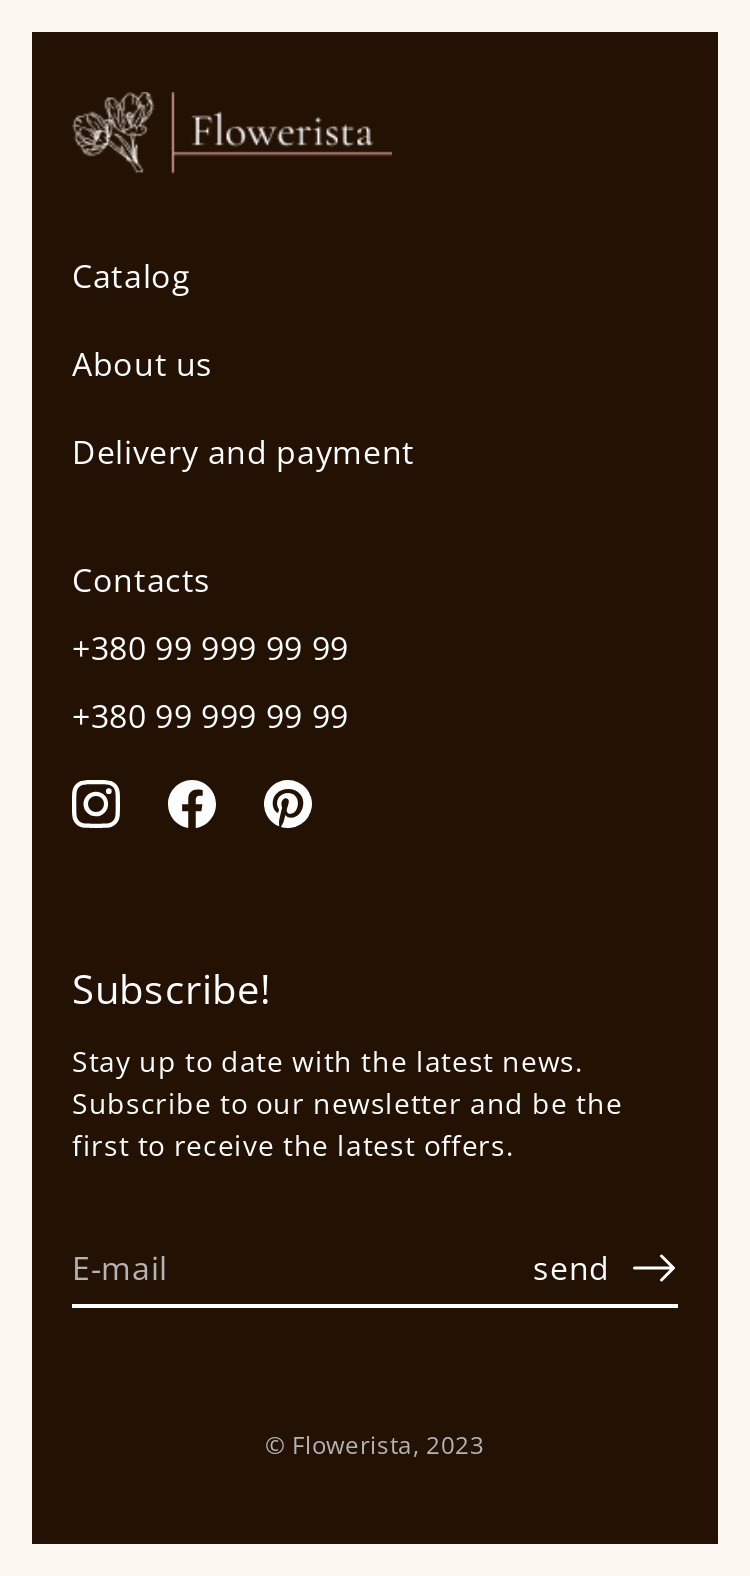 Flowerista
Catalog
About us
Delivery and payment
Contacts
+380 99 999 99 99
+380 99 999 99 99
Subscribe!
Stay up to date with the latest news.
Subscribe to our newsletter and be the
first to receive the latest offers.
E-mail send
© Flowerista, 2023